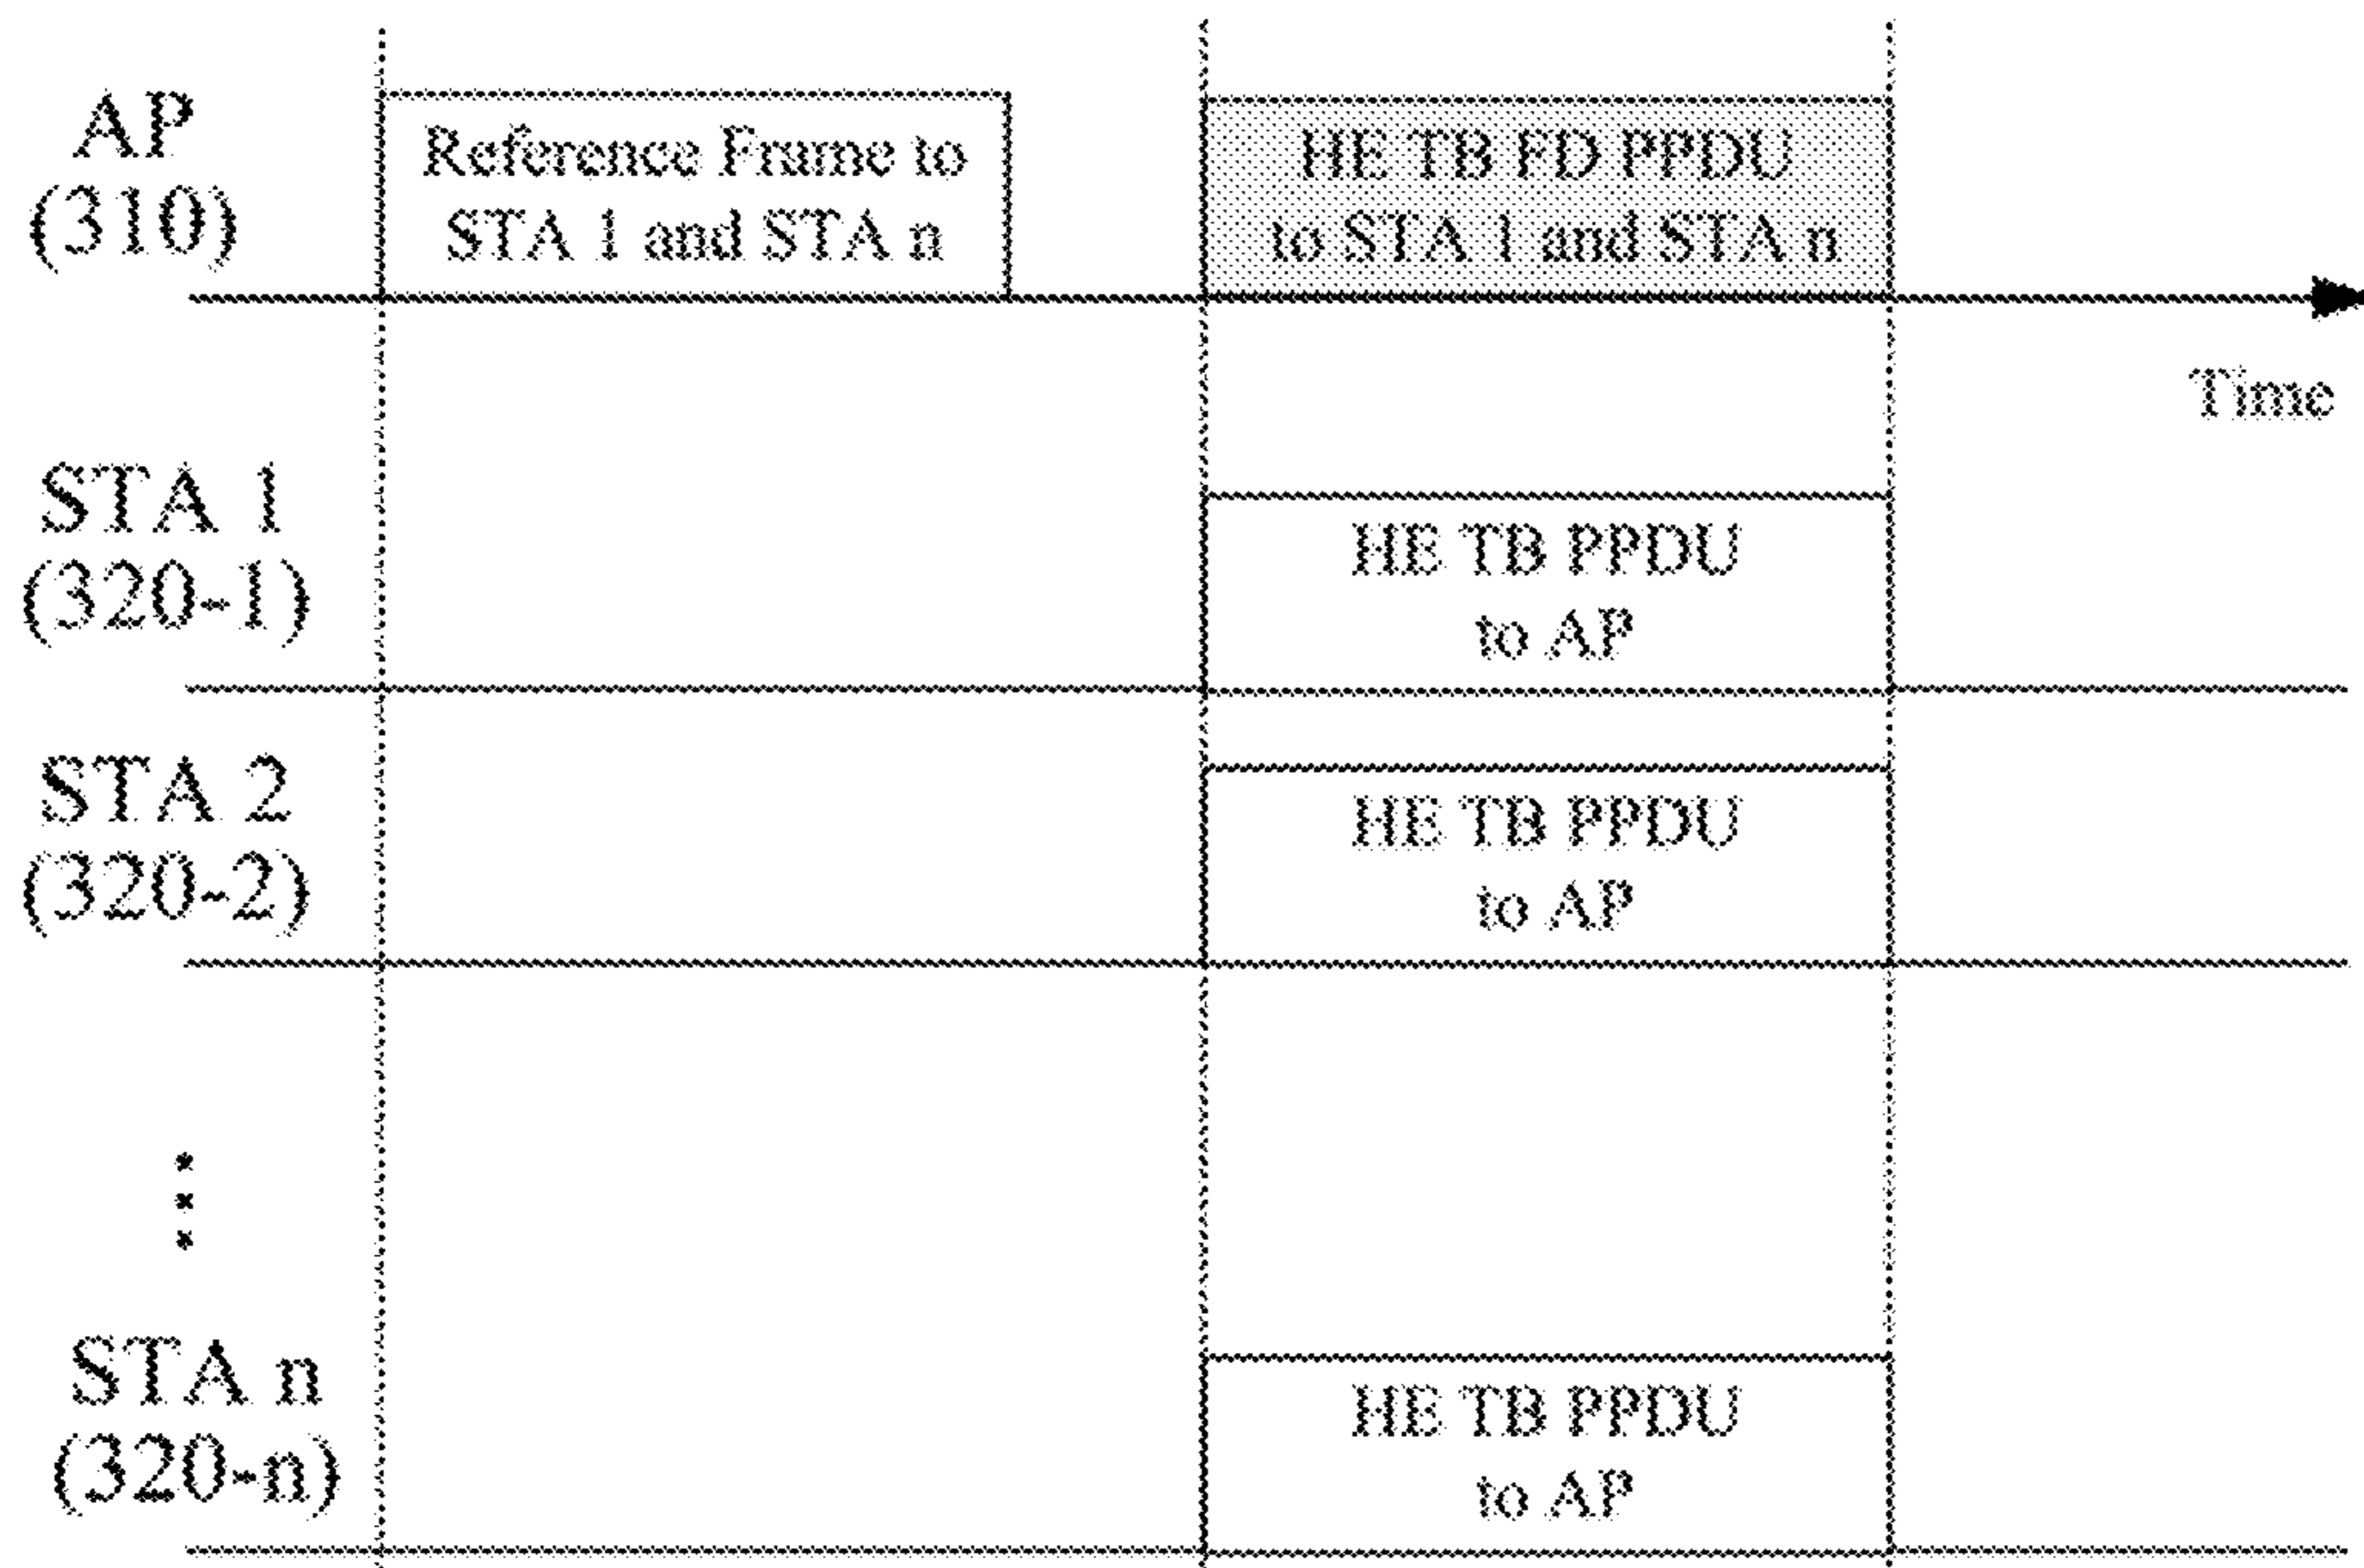 AP
(310)
Reference Frame to
STA 1 and STA n
HE TB FD PPDU
to STA 1 and STA n
Time
STA 1
(320-1)
HE TB PPDU
to AP
STA 2
(320-2)
HE TB PPDU
to AP
STA n
(320-n)
HE TB PPDU
to AP